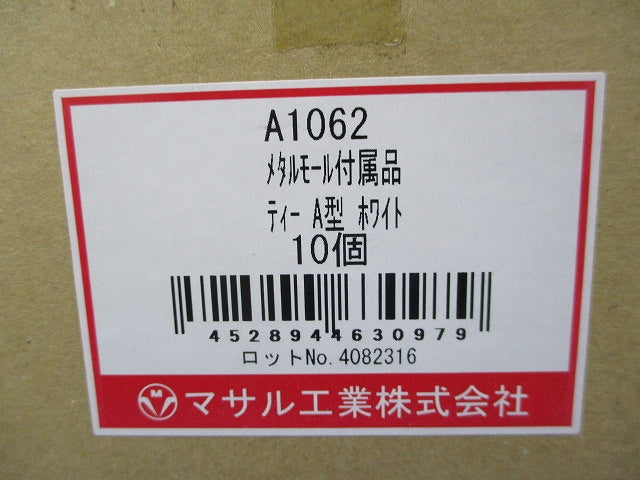 A1062
ﾒﾀﾙﾓｰﾙ付属品
ﾃｨｰ A型 ﾎﾜｲﾄ
10個
4528944630979
ロットNo.4082316
M マサル工業株式会社